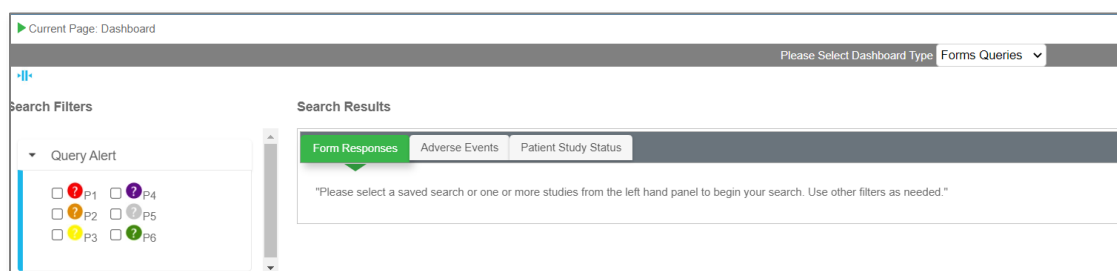 Current Page: Dashboard
Please Select Dashboard Type Forms Queries
Search Filters
Search Results
Query Alert
Form Responses Adverse Events Patient Study Status
"Please select a saved search or one or more studies from the left hand panel to begin your search. Use other filters as needed."
? P1 ? P4
? P2 ? P5
? P3 ? P6